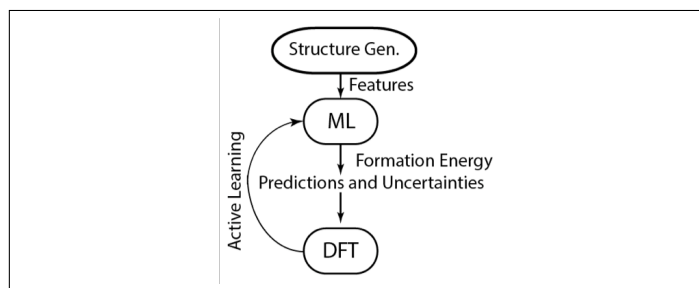 Structure Gen.
Features
ML
Formation Energy
Predictions and Uncertainties
Active Learning
DFT